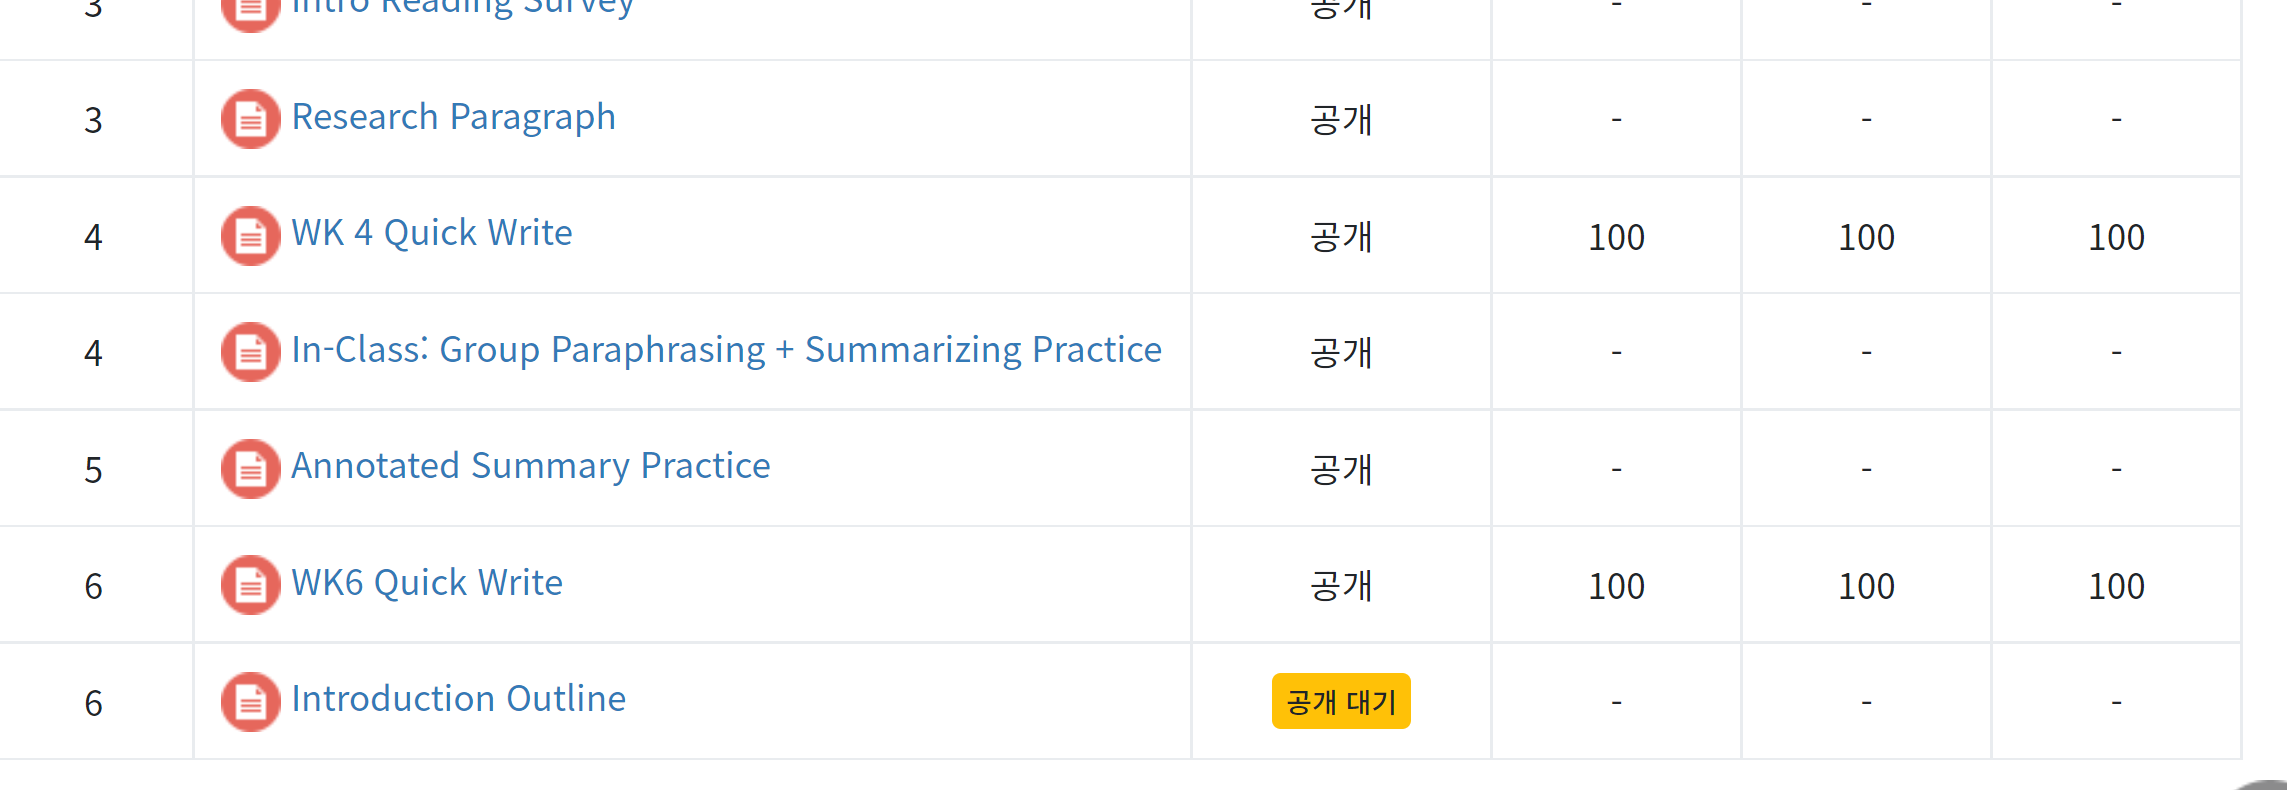 3 Intro Reading Survey 공개 - - -
3 Research Paragraph 공개 - - -
4 WK 4 Quick Write 공개 100 100 100
4 In-Class: Group Paraphrasing + Summarizing Practice 공개 - - -
5 Annotated Summary Practice 공개 - - -
6 WK6 Quick Write 공개 100 100 100
6 Introduction Outline 공개 대기 - - -